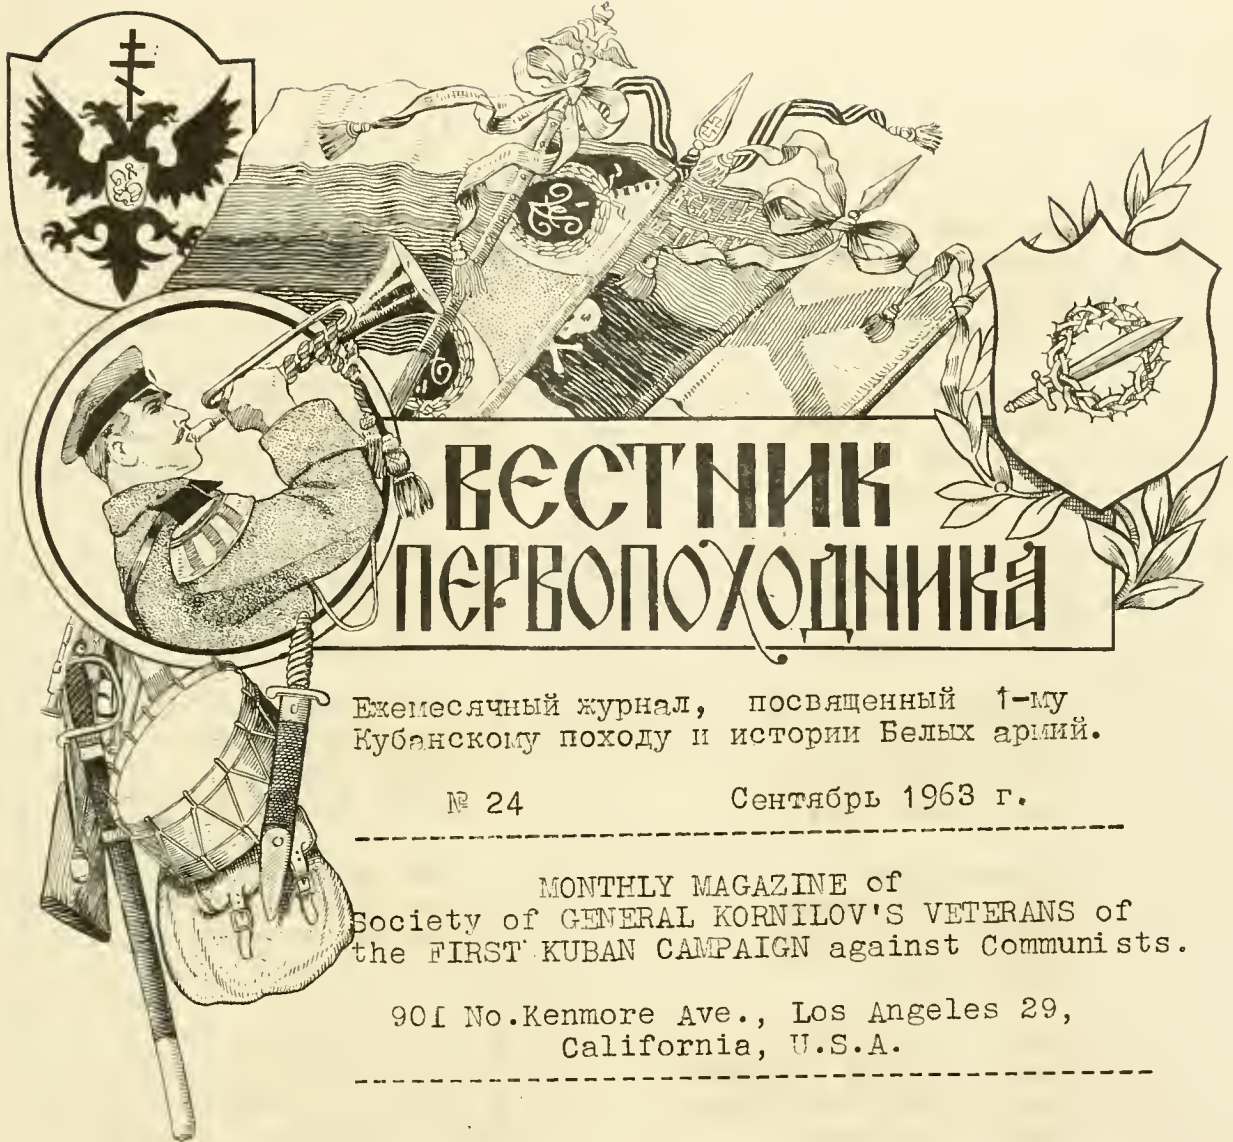 ВЕСТНИК
ПЕРВОПОХОДНИКА
Ежемесячный журнал, посвященный 1-му
Кубанскому походу и истории Белых армий.
№ 24 Сентябрь 1963 г.
MONTHLY MAGAZINE of
Society of GENERAL KORNILOV'S VETERANS of
the FIRST KUBAN CAMPAIGN against Communists.
901 No.Kenmore Ave., Los Angeles 29,
California, U.S.A.